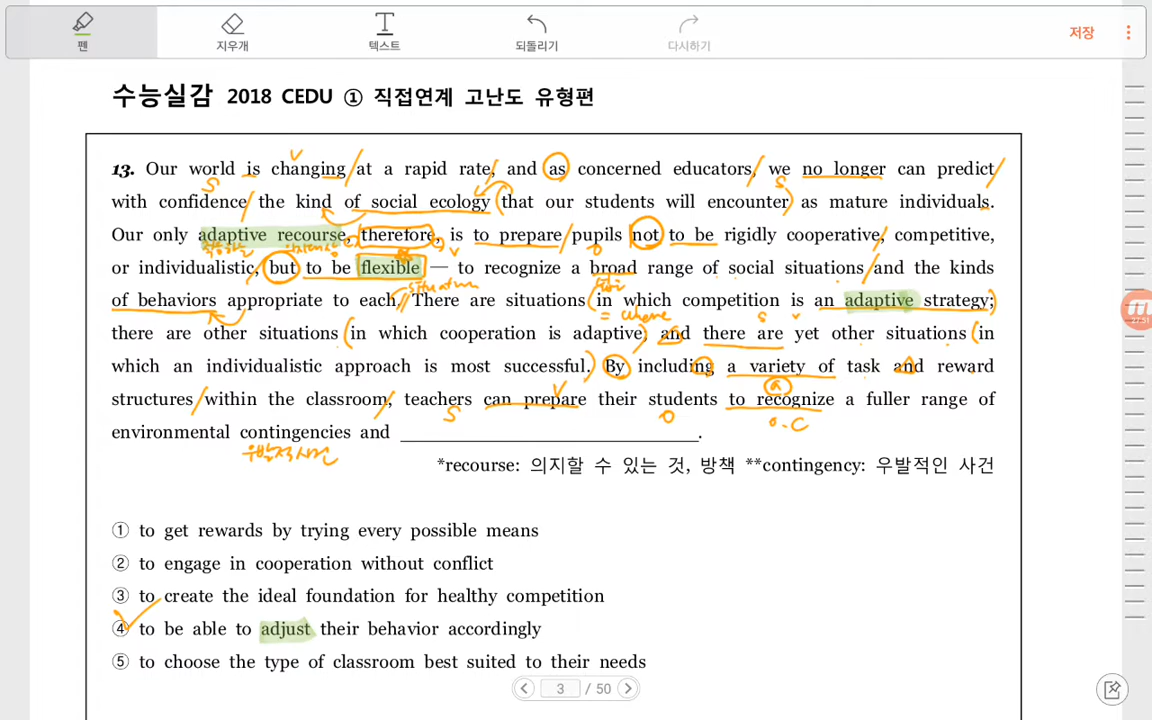 펜 지우개 텍스트 되돌리기 다시하기 저장
수능실감 2018 CEDU ① 직접연계 고난도 유형편
13. Our world is changing at a rapid rate, and as concerned educators, we no longer can predict
with confidence the kind of social ecology that our students will encounter as mature individuals.
Our only adaptive recourse, therefore, is to prepare pupils not to be rigidly cooperative, competitive,
or individualistic, but to be flexible — to recognize a broad range of social situations and the kinds
situation
of behaviors appropriate to each. There are situations in which competition is an adaptive strategy;
= where
there are other situations in which cooperation is adaptive, and there are yet other situations in
which an individualistic approach is most successful. By including a variety of task and reward
structures within the classroom, teachers can prepare their students to recognize a fuller range of
S O O.C
environmental contingencies and .
우발적사건
*recourse: 의지할 수 있는 것, 방책 **contingency: 우발적인 사건
① to get rewards by trying every possible means
② to engage in cooperation without conflict
③ to create the ideal foundation for healthy competition
④ to be able to adjust their behavior accordingly
⑤ to choose the type of classroom best suited to their needs
3 / 50